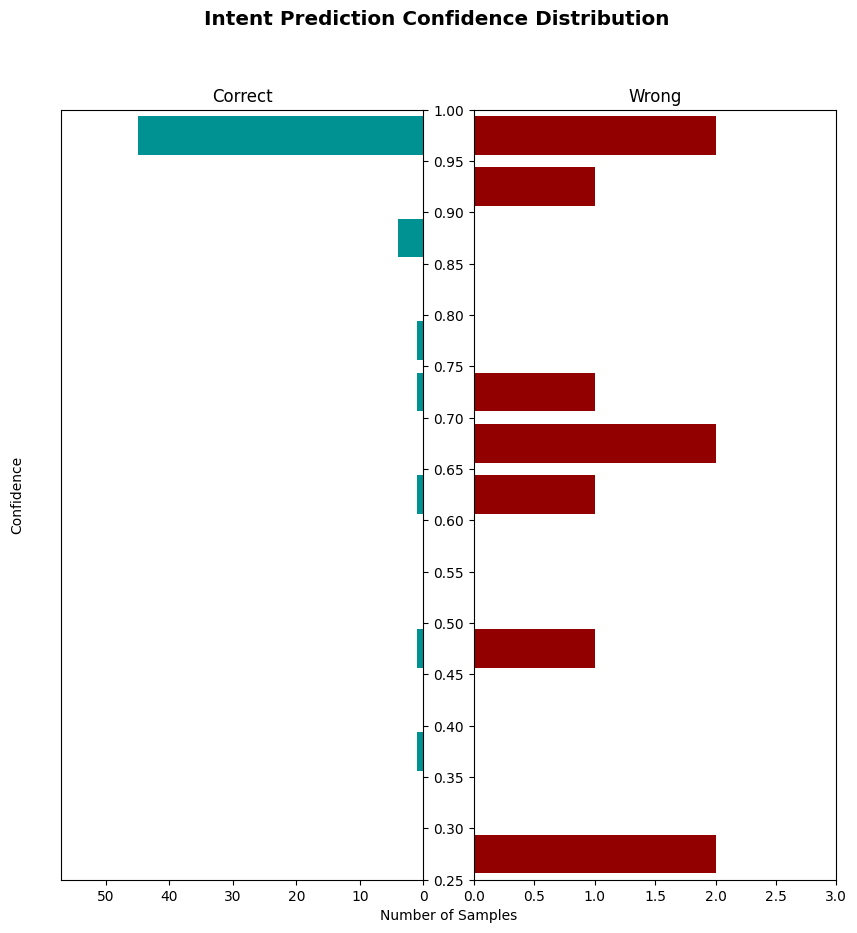 Intent Prediction Confidence Distribution
Correct
Wrong
1.00
0.95
0.90
0.85
0.80
0.75
0.70
0.65
0.60
0.55
0.50
0.45
0.40
0.35
0.30
0.25
Confidence
50 40 30 20 10 0
0.0 0.5 1.0 1.5 2.0 2.5 3.0
Number of Samples